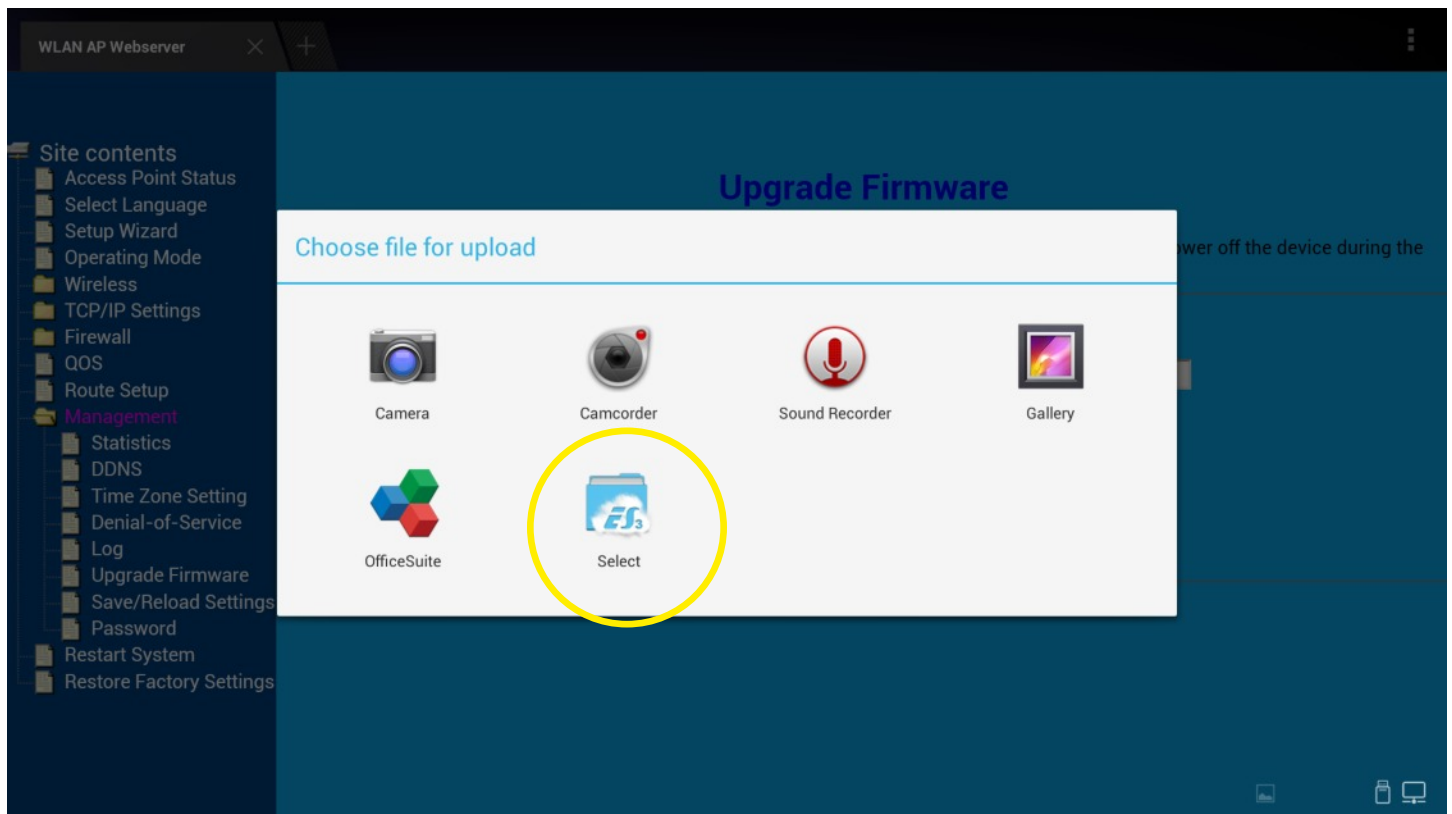 WLAN AP Webserver
Site contents
Access Point Status
Select Language
Setup Wizard
Operating Mode
Wireless
TCP/IP Settings
Firewall
QOS
Route Setup
Management
Statistics
DDNS
Time Zone Setting
Denial-of-Service
Log
Upgrade Firmware
Save/Reload Settings
Password
Restart System
Restore Factory Settings
Upgrade Firmware
off the device during the
Choose file for upload
Camera
Camcorder
Sound Recorder
Gallery
OfficeSuite
ES3
Select